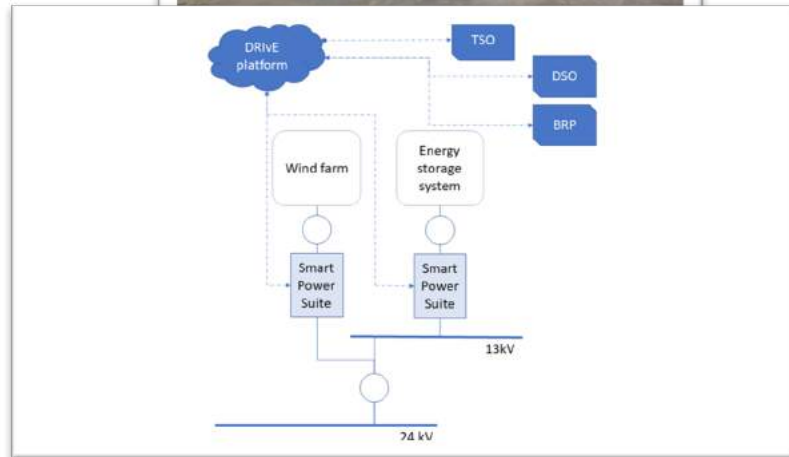 DRIvE
platform
TSO
DSO
BRP
Wind farm
Energy
storage
system
Smart
Power
Suite
Smart
Power
Suite
13kV
24 kV